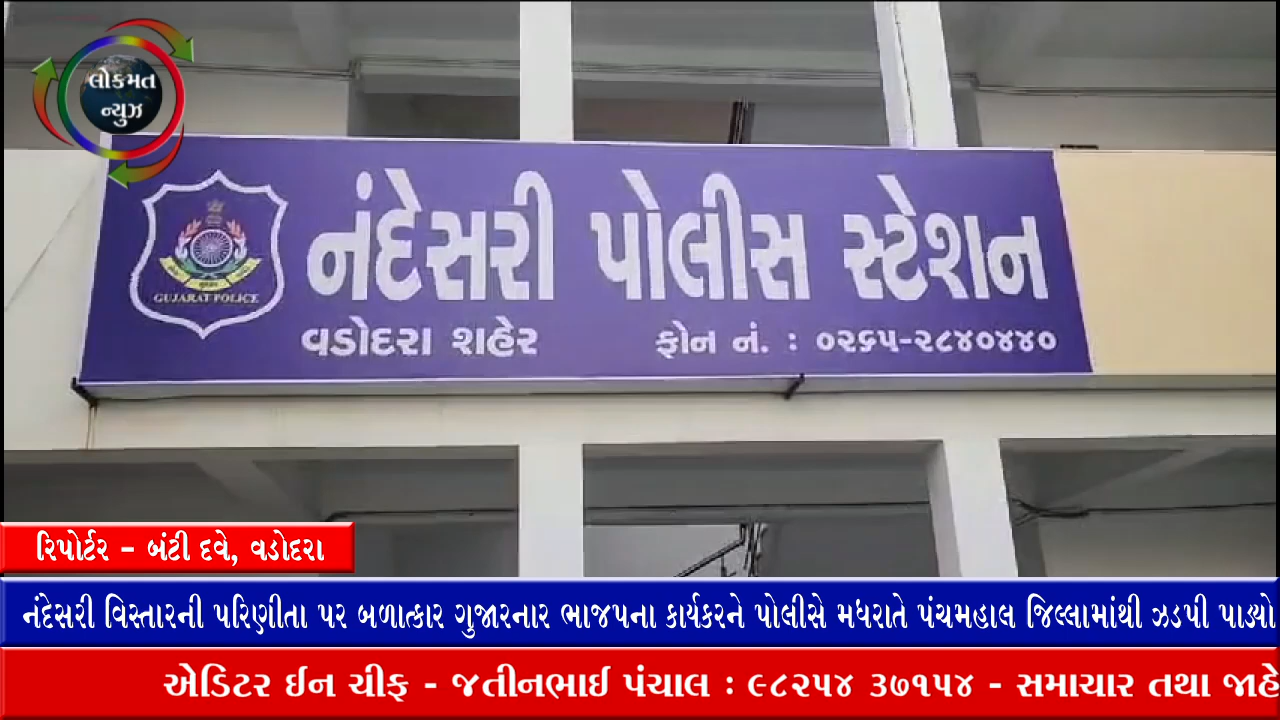 લોકમત
ન્યુઝ
નંદેસરી પોલીસ સ્ટેશન
GUJARAT POLICE
વડોદરા શહેર ફોન નં. : ૦૨૬૫-૨૮૪૦૪૪૦
રિપોર્ટર - બંટી દવે, વડોદરા
નંદેસરી વિસ્તારની પરિણીતા પર બળાત્કાર ગુજારનાર ભાજપના કાર્યકરને પોલીસે મધરાતે પંચમહાલ જિલ્લામાંથી ઝડપી પાડ્યો
એડિટર ઈન ચીફ - જતીનભાઈ પંચાલ : ૯૮૨૫૪ ૩૭૧૫૪ - સમાચાર તથા જાહે